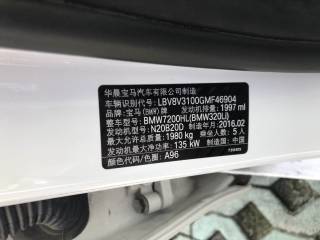 华晨宝马汽车有限公司制造
车辆识别代号: LBV8V3100GMF46904
品牌: 宝马(BMW)牌 发动机排量: 1997 ml
整车型号: BMW7200HL(BMW320Li)
发动机型号: N20B20D 制造年月: 2016.02
最大允许总质量: 1980 kg 乘坐人数: 5 人
发动机最大净功率: 135 kW 制造国: 中国
颜色代码/色圈: A96